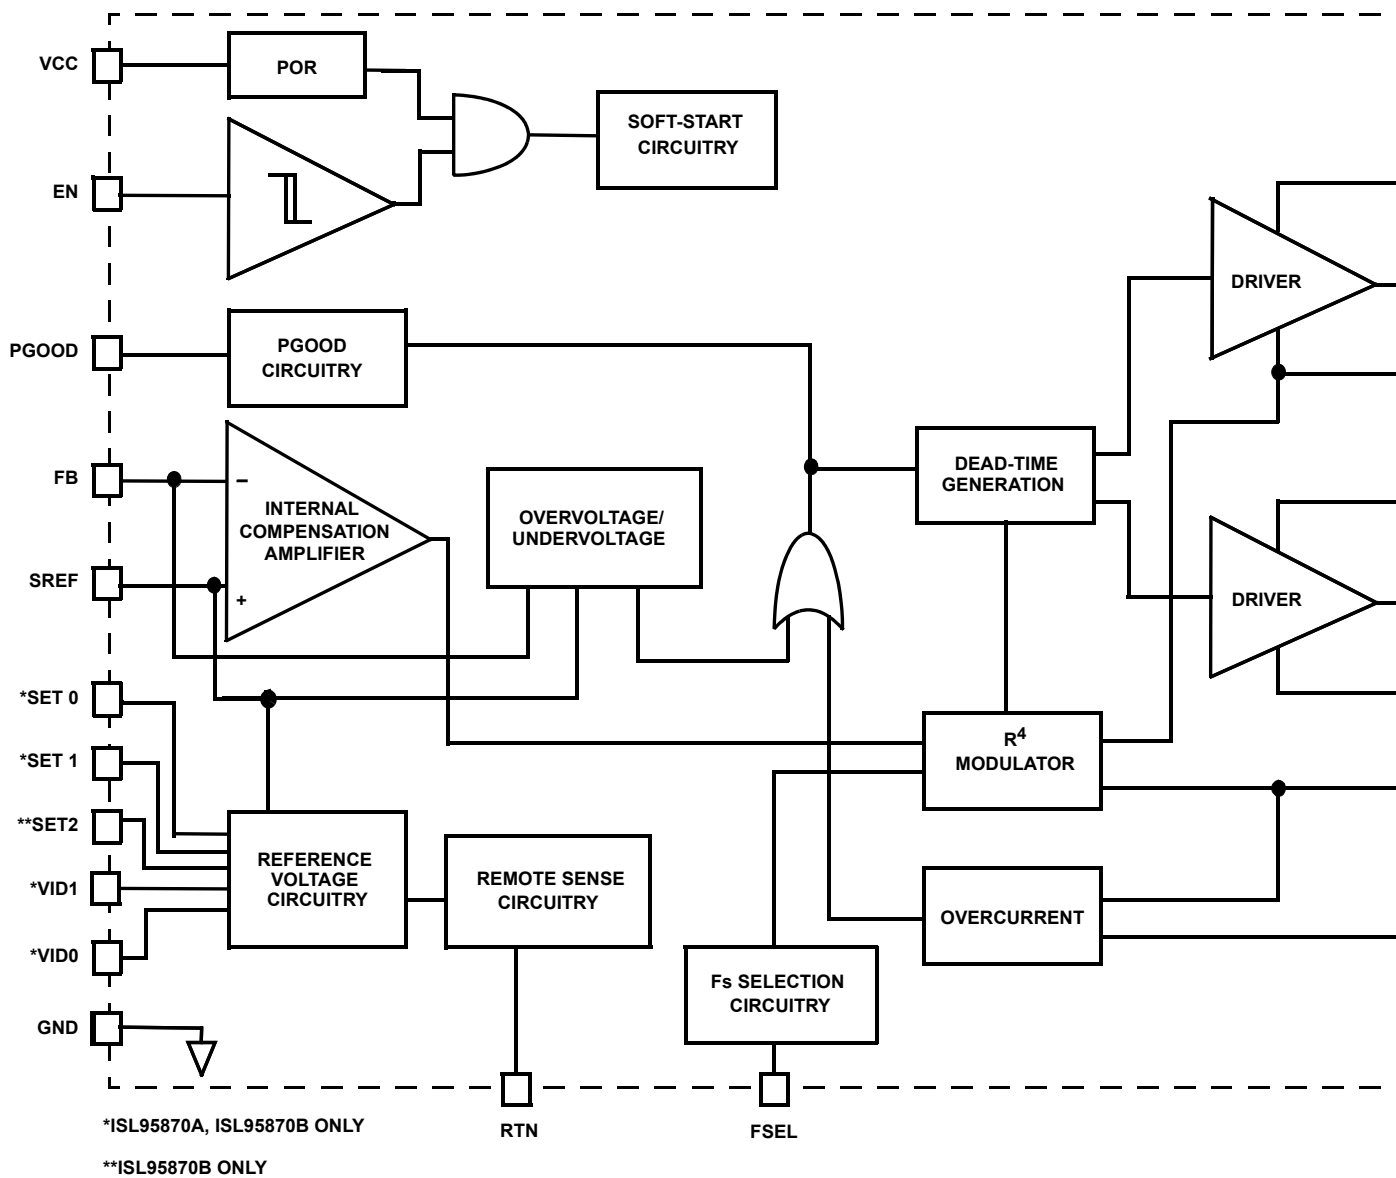 VCC
POR
SOFT-START
CIRCUITRY
EN
DRIVER
PGOOD
PGOOD
CIRCUITRY
FB
−
INTERNAL
COMPENSATION
AMPLIFIER
+
SREF
OVERVOLTAGE/
UNDERVOLTAGE
DEAD-TIME
GENERATION
DRIVER
*SET 0
*SET 1
**SET2
*VID1
*VID0
R⁴
MODULATOR
REFERENCE
VOLTAGE
CIRCUITRY
REMOTE SENSE
CIRCUITRY
OVERCURRENT
Fs SELECTION
CIRCUITRY
GND
*ISL95870A, ISL95870B ONLY
RTN
FSEL
**ISL95870B ONLY